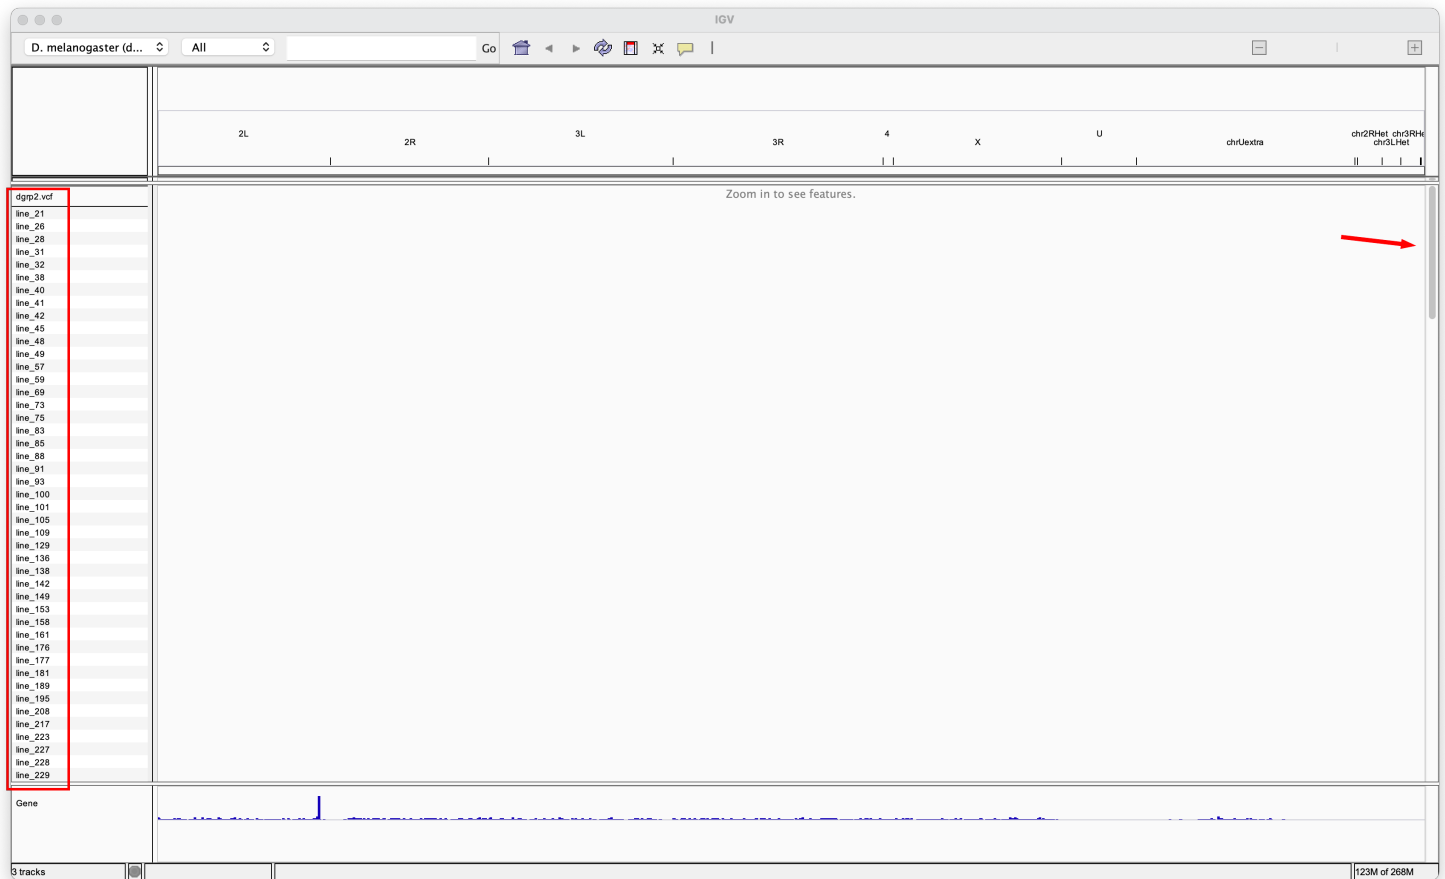 IGV
D. melanogaster (d...
All
Go
2L
2R
3L
3R
4
X
U
chrUextra
chr2RHet chr3RHe
chr3LHet
dgrp2.vcf
Zoom in to see features.
line_21
line_26
line_28
line_31
line_32
line_38
line_40
line_41
line_42
line_45
line_48
line_49
line_57
line_59
line_69
line_73
line_75
line_83
line_85
line_88
line_91
line_93
line_100
line_101
line_105
line_109
line_129
line_136
line_138
line_142
line_149
line_153
line_158
line_161
line_176
line_177
line_181
line_189
line_195
line_208
line_217
line_223
line_227
line_228
line_229
Gene
3 tracks
123M of 268M